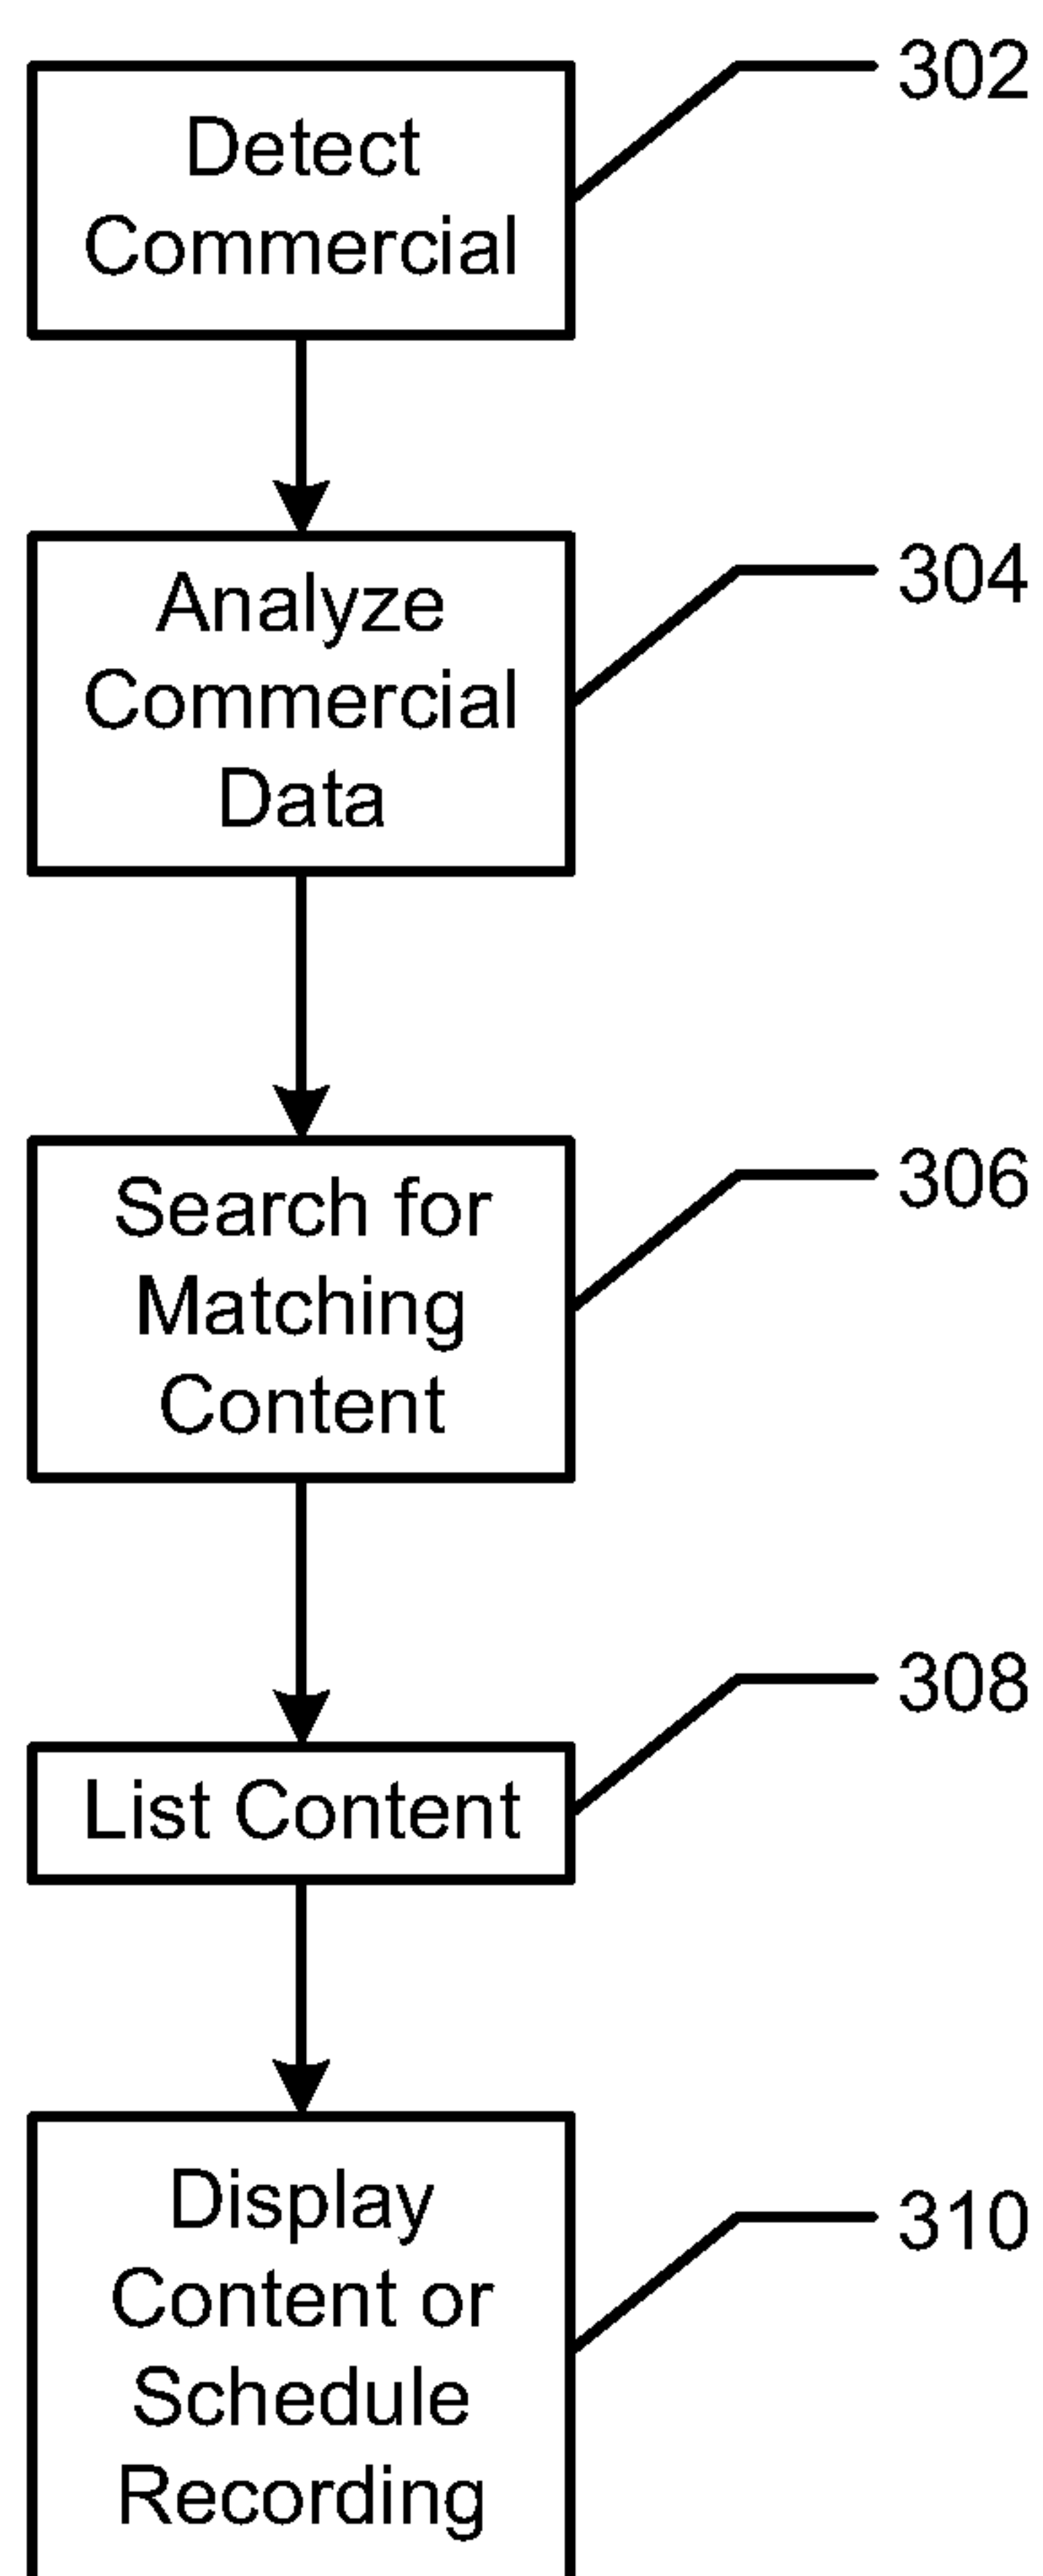 302
Detect
Commercial
304
Analyze
Commercial
Data
306
Search for
Matching
Content
308
List Content
310
Display
Content or
Schedule
Recording